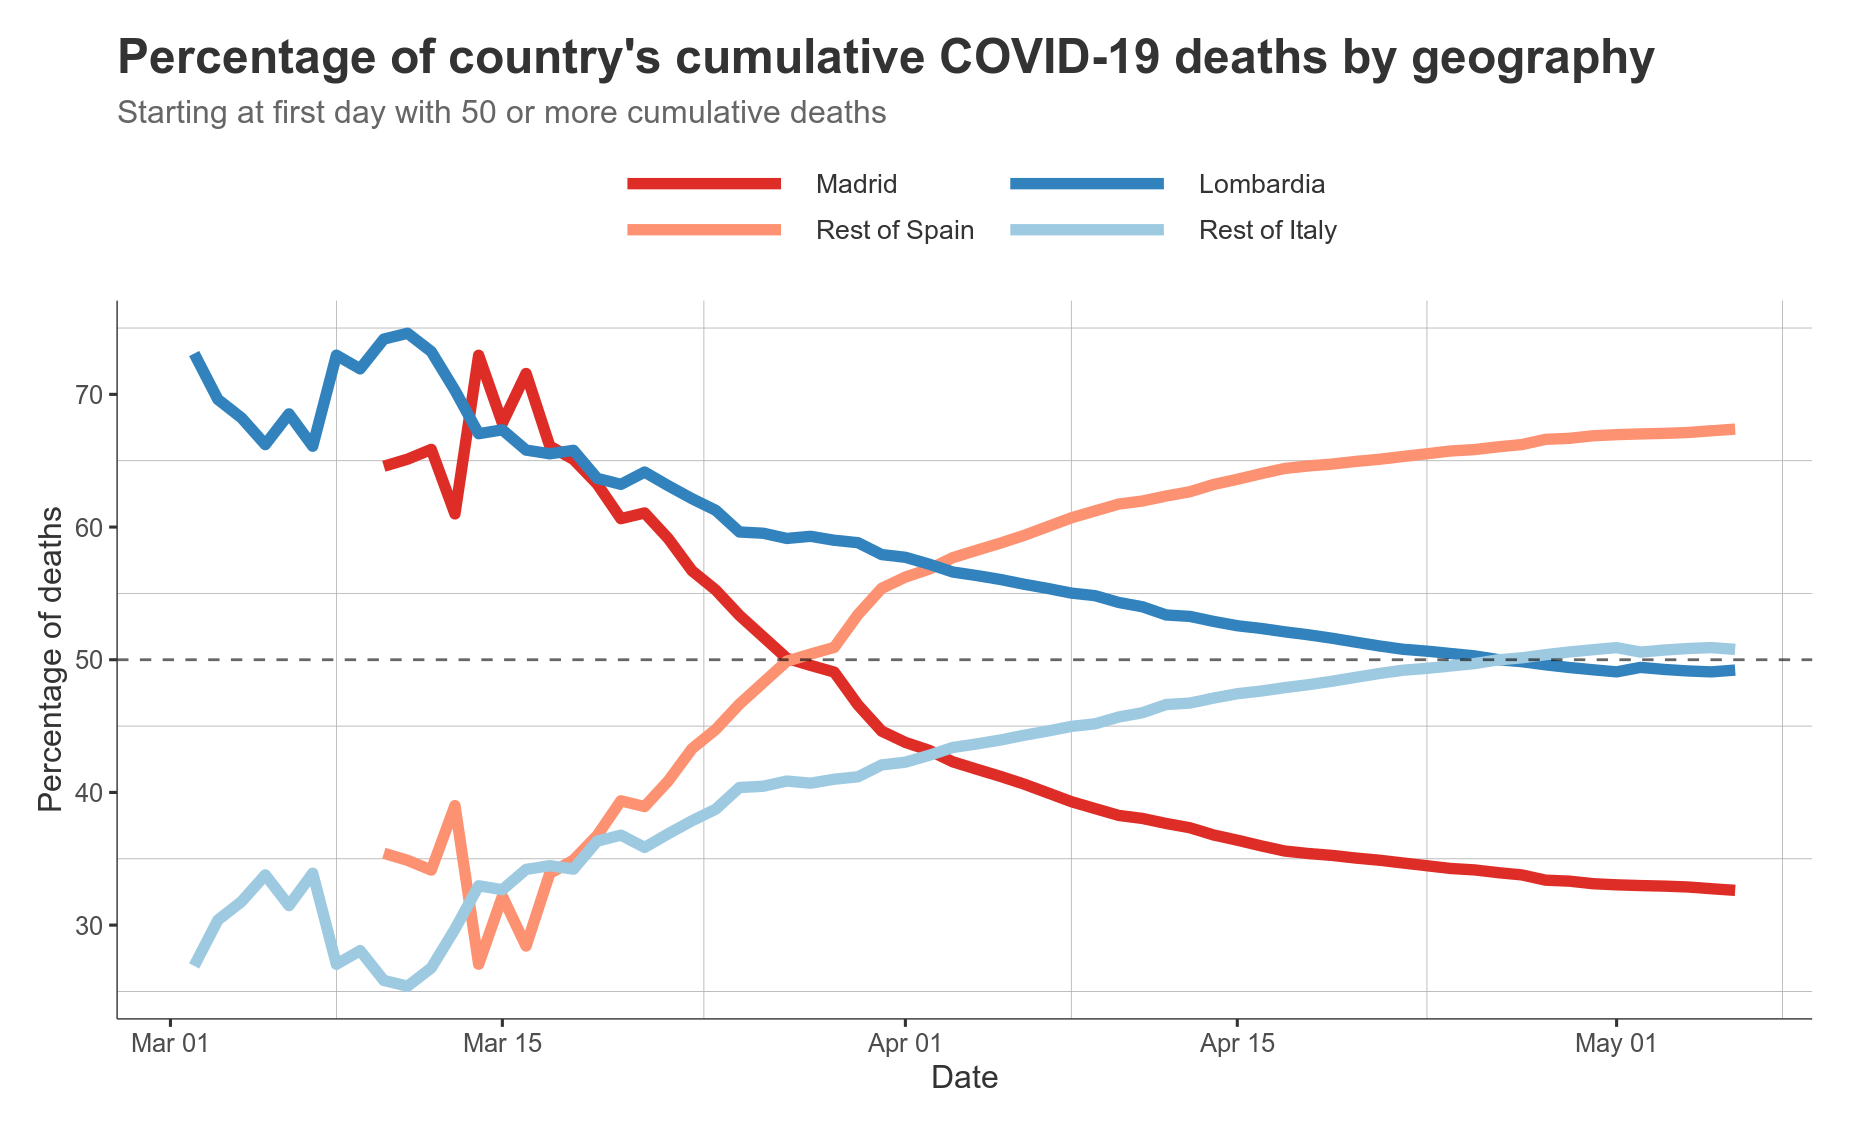 Percentage of country's cumulative COVID-19 deaths by geography
Starting at first day with 50 or more cumulative deaths
Madrid
Lombardia
Rest of Spain
Rest of Italy
Percentage of deaths
70
60
50
40
30
Mar 01
Mar 15
Apr 01
Apr 15
May 01
Date